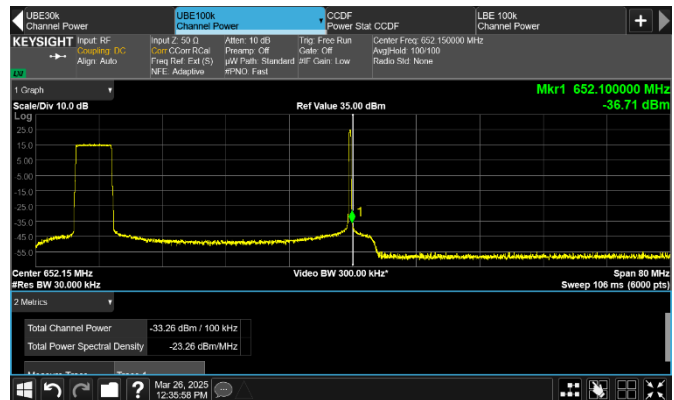 UBE30k
Channel Power
UBE100k
Channel Power
CCDF
Power Stat CCDF
LBE 100k
Channel Power
+
KEYSIGHT
Input: RF
Coupling: DC
Align: Auto
LXI
Input Z: 50 Ω
Corr CCorr RCal
Freq Ref: Ext (S)
NFE: Adaptive
Atten: 10 dB
Preamp: Off
µW Path: Standard
#PNO: Fast
Trig: Free Run
Gate: Off
#IF Gain: Low
Center Freq: 652.150000 MHz
Avg|Hold: 100/100
Radio Std: None
1 Graph
Scale/Div 10.0 dB
Ref Value 35.00 dBm
Mkr1 652.100000 MHz
-36.71 dBm
Log
25.0
15.0
5.00
-5.00
-15.0
-25.0
-35.0
-45.0
-55.0
1
Center 652.15 MHz
#Res BW 30.000 kHz
Video BW 300.00 kHz*
Span 80 MHz
Sweep 106 ms (6000 pts)
2 Metrics
Total Channel Power -33.26 dBm / 100 kHz
Total Power Spectral Density -23.26 dBm/MHz
Measure Trace Trace 1
?
Mar 26, 2025
12:35:58 PM